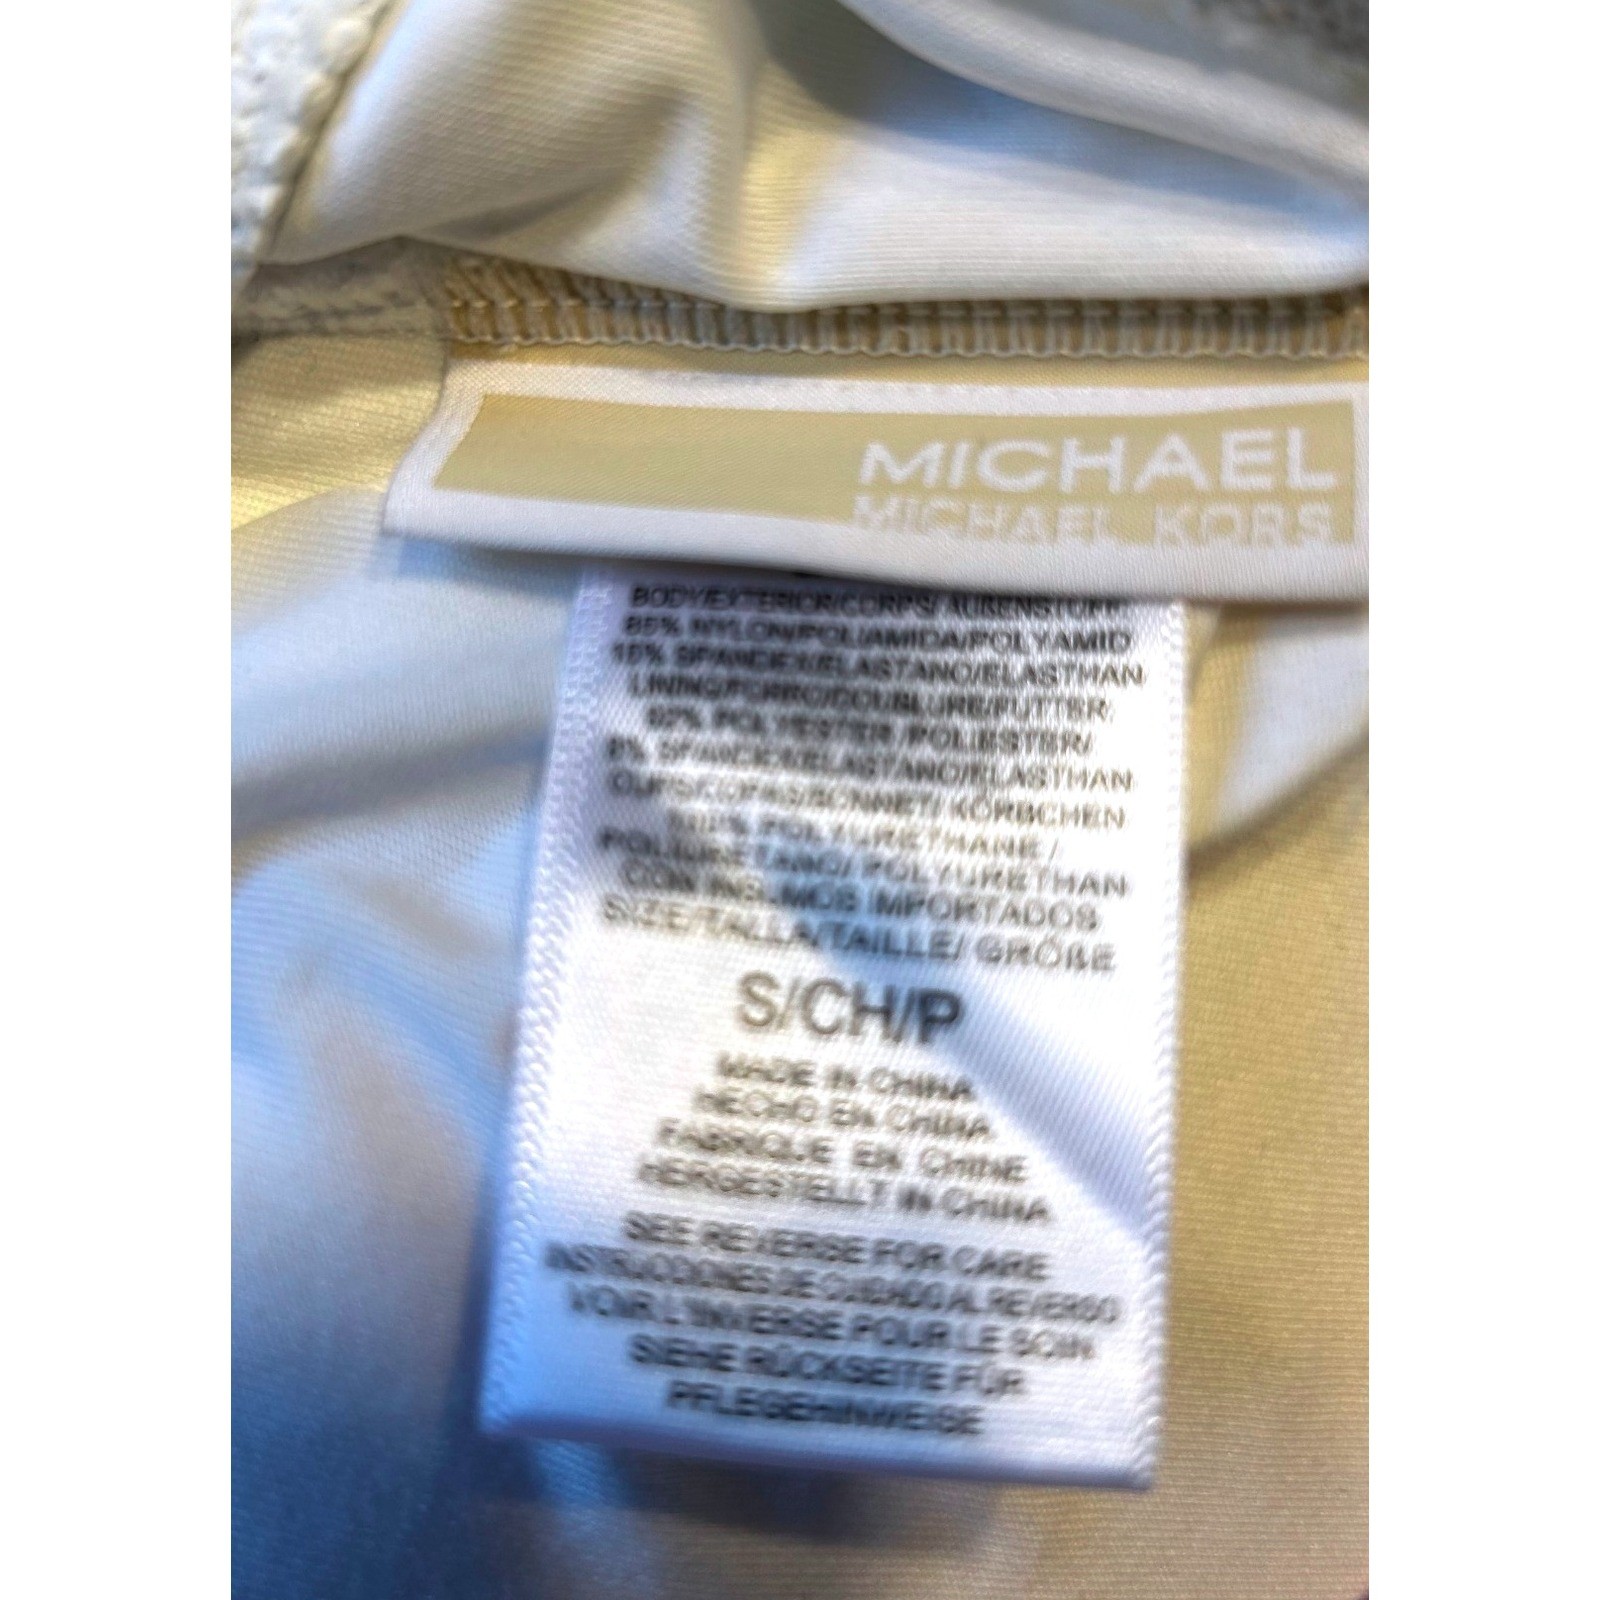 MICHAEL
MICHAEL KORS
BODY/EXTERIOR/CORPS/AUßENSTOFF:
85% NYLON/POLIAMIDA/POLYAMID
15% SPANDEX/ELASTANO/ELASTHAN
LINING/FORRO/DOUBLURE/FUTTER:
92% POLYESTER /POLIESTER/
8% SPANDEX/ELASTANO/ELASTHAN
CUPS/COPAS/BONNET/ KÖRBCHEN
100% POLYURETHANE /
POLIURETANO/ POLYURETHAN
CON INSUMOS IMPORTADOS
SIZE/TALLA/TAILLE/ GRÖßE
S/CH/P
MADE IN CHINA
HECHO EN CHINA
FABRIQUE EN CHINE
HERGESTELLT IN CHINA
SEE REVERSE FOR CARE
INSTRUCCIONES DE CUIDADO AL REVERSO
VOIR L'INVERSE POUR LE SOIN
SIEHE RÜCKSEITE FÜR
PFLEGEHINWEISE